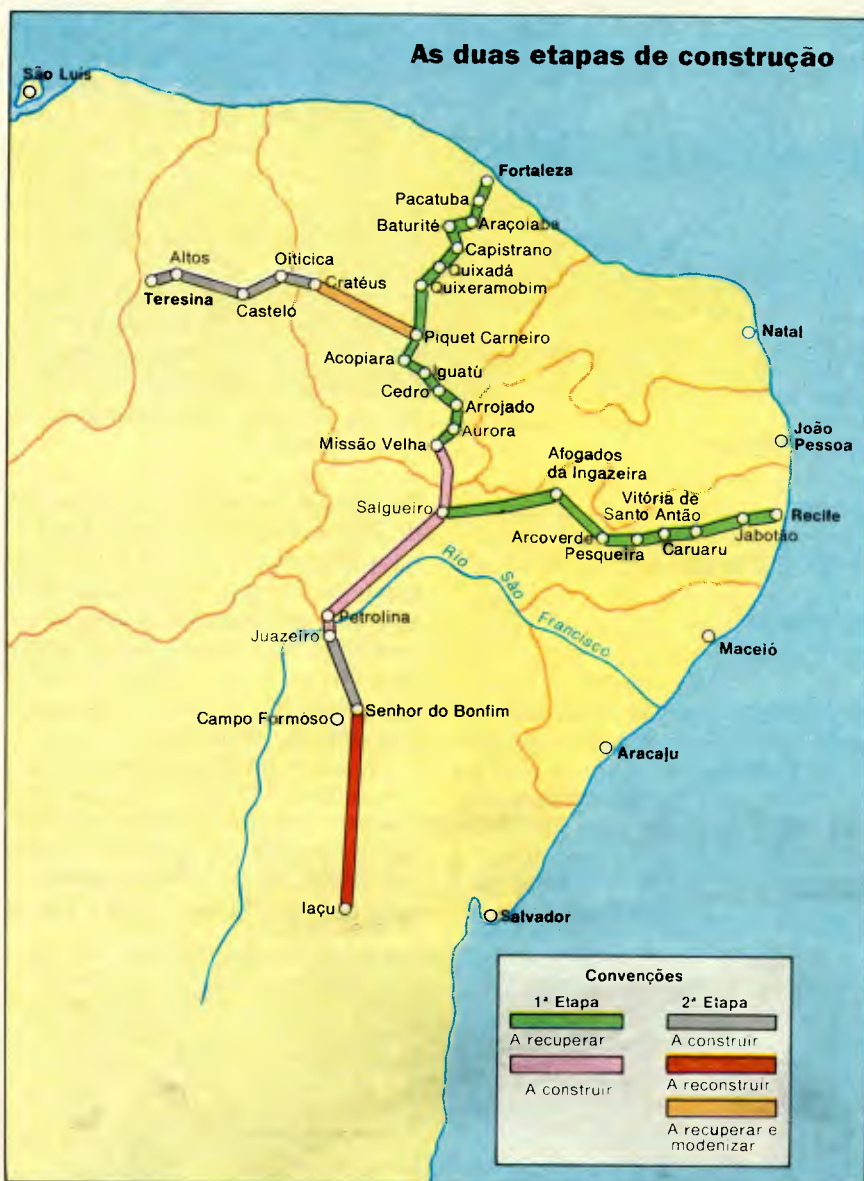 As duas etapas de construção
São Luís
Fortaleza
Pacatuba
Baturité
Araçoiaba
Capistrano
Quixadá
Quixeramobim
Altos
Oiticica
Cratéus
Teresina
Castelo
Piquet Carneiro
Acopiara
Iguatú
Cedro
Arrojado
Aurora
Missão Velha
Natal
João
Pessoa
Afogados
da Ingazeira
Vitória de
Santo Antão
Salgueiro
Recife
Arcoverde
Pesqueira
Caruaru
Jabotão
Rio São Francisco
Petrolina
Juazeiro
Maceió
Senhor do Bonfim
Campo Formoso
Aracaju
Iaçu
Salvador
Convenções
1ª Etapa
A recuperar
A construir
2ª Etapa
A construir
A reconstruir
A recuperar e
modenizar